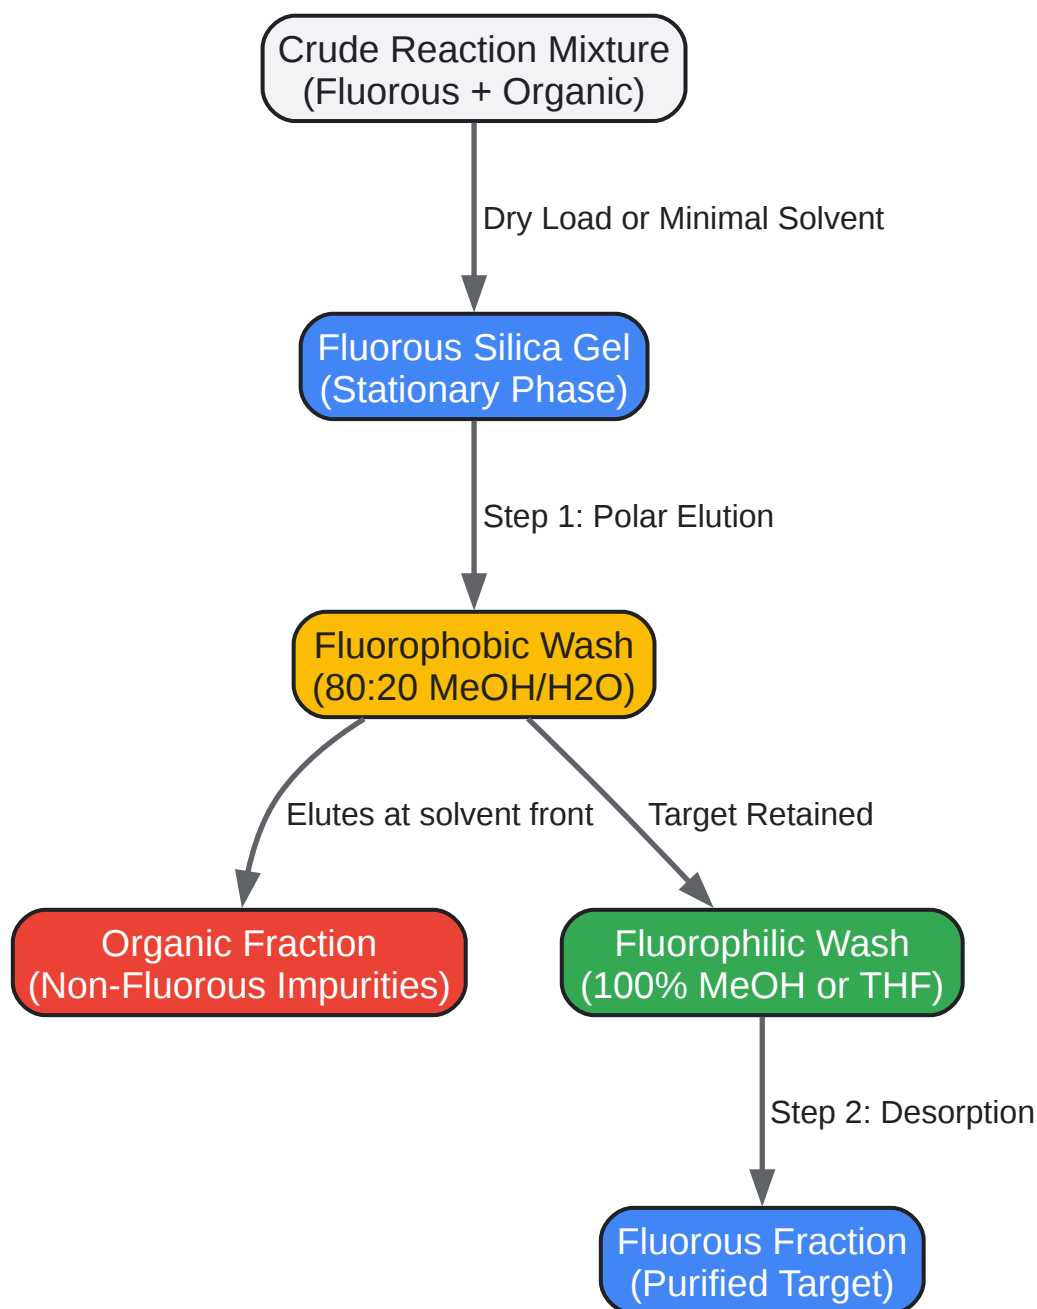 Crude Reaction Mixture
(Fluorous + Organic)
Dry Load or Minimal Solvent
Fluorous Silica Gel
(Stationary Phase)
Step 1: Polar Elution
Fluorophobic Wash
(80:20 MeOH/H2O)
Elutes at solvent front
Target Retained
Organic Fraction
(Non-Fluorous Impurities)
Fluorophilic Wash
(100% MeOH or THF)
Step 2: Desorption
Fluorous Fraction
(Purified Target)